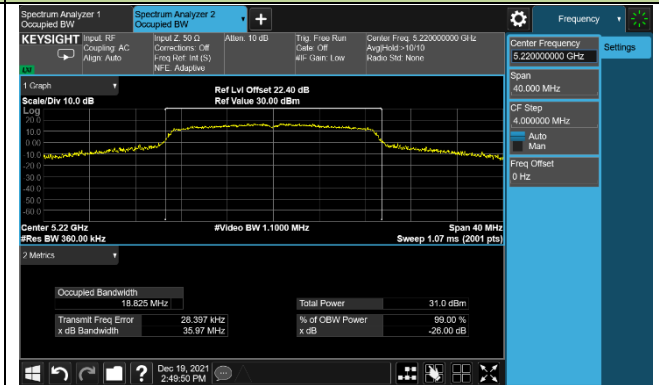 Spectrum Analyzer 1
Occupied BW
Spectrum Analyzer 2
Occupied BW
+
Frequency
KEYSIGHT
Input: RF
Coupling: AC
Align: Auto
Input Z: 50 Ω
Corrections: Off
Freq Ref: Int (S)
NFE: Adaptive
Atten: 10 dB
Trig: Free Run
Gate: Off
#IF Gain: Low
Center Freq: 5.220000000 GHz
Avg|Hold:>10/10
Radio Std: None
Center Frequency
5.220000000 GHz
Settings
Span
40.000 MHz
CF Step
4.000000 MHz
Auto
Man
Freq Offset
0 Hz
1 Graph
Scale/Div 10.0 dB
Ref Lvl Offset 22.40 dB
Ref Value 30.00 dBm
Log
20.0
10.0
0.00
-10.0
-20.0
-30.0
-40.0
-50.0
-60.0
Center 5.22 GHz
#Video BW 1.1000 MHz
Span 40 MHz
#Res BW 360.00 kHz
Sweep 1.07 ms (2001 pts)
2 Metrics
Occupied Bandwidth
18.825 MHz
Total Power 31.0 dBm
Transmit Freq Error 28.397 kHz
% of OBW Power 99.00 %
x dB Bandwidth 35.97 MHz
x dB -26.00 dB
?
Dec 19, 2021
2:49:50 PM